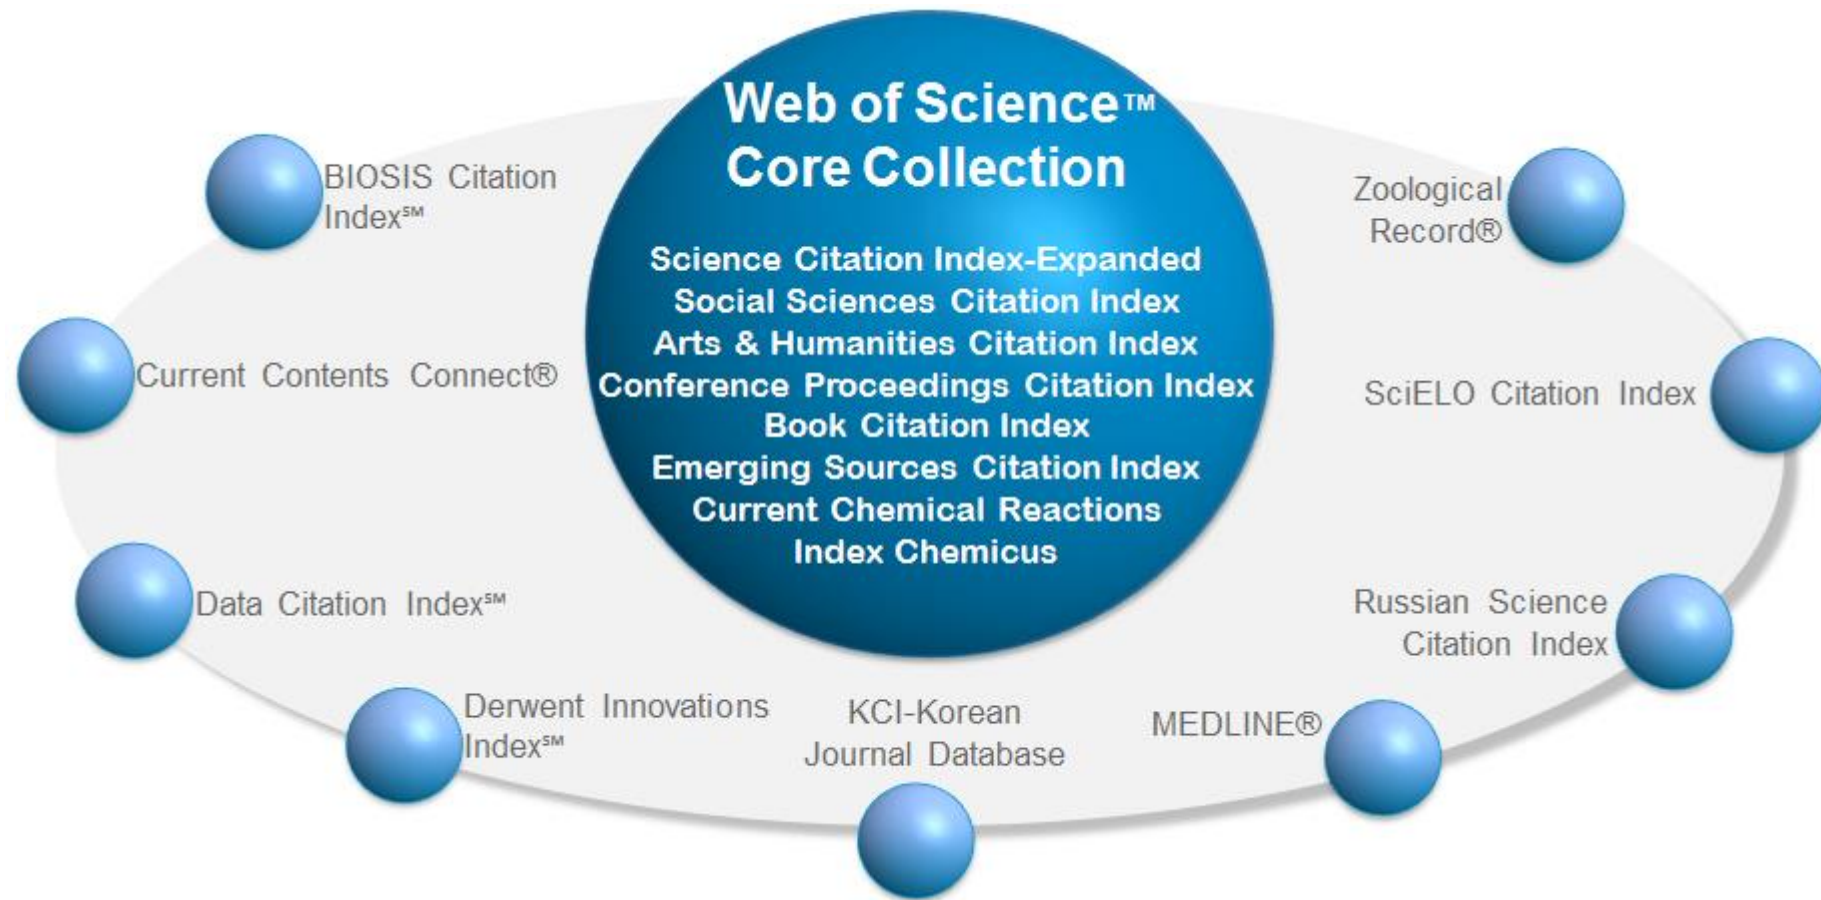 Web of Science™
Core Collection
Science Citation Index-Expanded
Social Sciences Citation Index
Arts & Humanities Citation Index
Conference Proceedings Citation Index
Book Citation Index
Emerging Sources Citation Index
Current Chemical Reactions
Index Chemicus
BIOSIS Citation
Index℠
Current Contents Connect®
Data Citation Index℠
Derwent Innovations
Index℠
KCI-Korean
Journal Database
MEDLINE®
Russian Science
Citation Index
SciELO Citation Index
Zoological
Record®